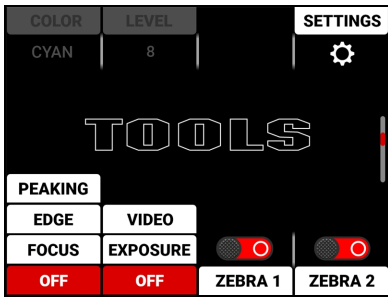 COLOR LEVEL SETTINGS
CYAN 8
TOOLS
PEAKING
EDGE VIDEO
FOCUS EXPOSURE
OFF OFF ZEBRA 1 ZEBRA 2